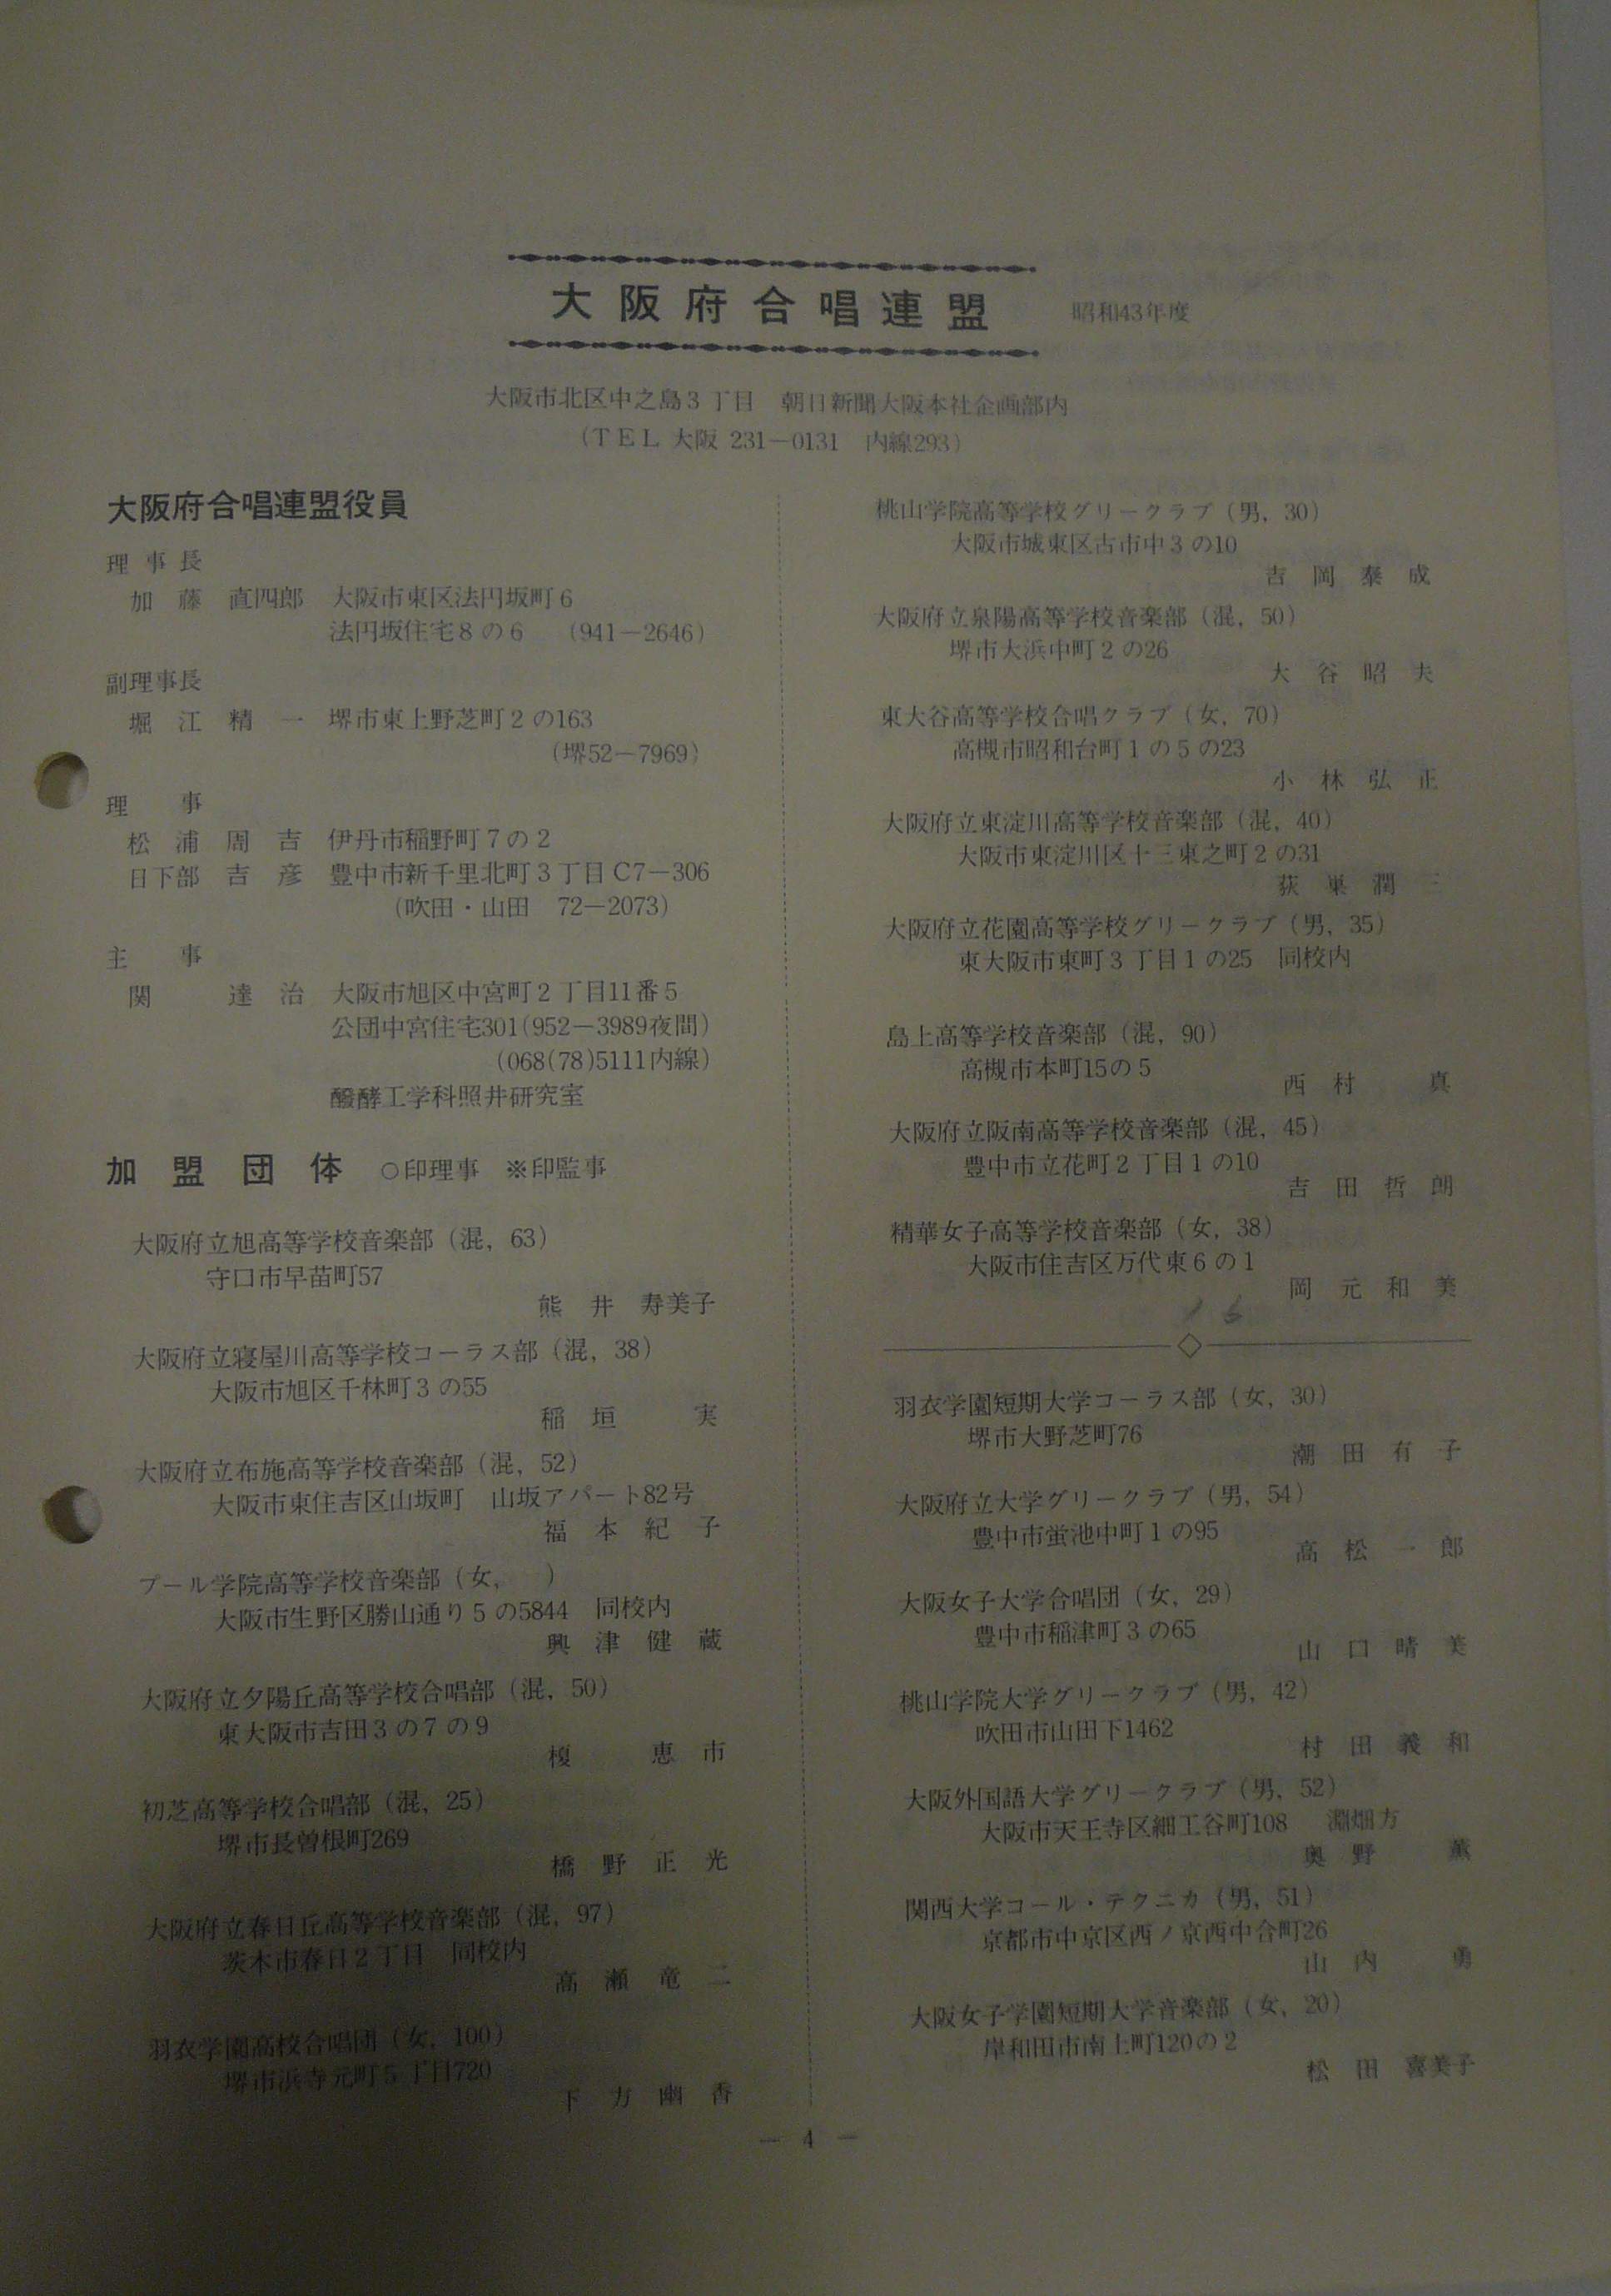 大阪府合唱連盟 昭和43年度
大阪市北区中之島3丁目 朝日新聞大阪本社企画部内
(TEL 大阪 231-0131 内線293)
大阪府合唱連盟役員
理事長
加藤 直四郎 大阪市東区法円坂町6
法円坂住宅8の6 (941-2646)
副理事長
堀江 精一 堺市東上野芝町2の163
(堺52-7969)
理事
松浦 周吉 伊丹市稲野町7の2
日下部 吉彦 豊中市新千里北町3丁目C7-306
(吹田・山田 72-2073)
主事
関 達治 大阪市旭区中宮町2丁目11番5
公団中宮住宅301(952-3989夜間)
(068(78)5111内線)
醗酵工学科照井研究室
加盟団体 ○印理事 ※印監事
大阪府立旭高等学校音楽部(混, 63)
守口市早苗町57
熊井 寿美子
大阪府立寝屋川高等学校コーラス部(混, 38)
大阪市旭区千林町3の55
稲垣 実
大阪府立布施高等学校音楽部(混, 52)
大阪市東住吉区山坂町 山坂アパート82号
福本紀子
プール学院高等学校音楽部(女, )
大阪市生野区勝山通り5の5844 同校内
興津健蔵
大阪府立夕陽丘高等学校合唱部(混, 50)
東大阪市吉田3の7の9
榎 恵市
初芝高等学校合唱部(混, 25)
堺市長曽根町269
橋野正光
大阪府立春日丘高等学校音楽部(混, 97)
茨木市春日2丁目 同校内
高瀬竜二
羽衣学園高校合唱団(女, 100)
堺市浜寺元町5丁目720
下方幽香
桃山学院高等学校グリークラブ(男, 30)
大阪市城東区古市中3の10
吉岡泰成
大阪府立泉陽高等学校音楽部(混, 50)
堺市大浜中町2の26
大谷昭夫
東大谷高等学校合唱クラブ(女, 70)
高槻市昭和台町1の5の23
小林弘正
大阪府立東淀川高等学校音楽部(混, 40)
大阪市東淀川区十三東之町2の31
荻巣潤三
大阪府立花園高等学校グリークラブ(男, 35)
東大阪市東町3丁目1の25 同校内
島上高等学校音楽部(混, 90)
高槻市本町15の5
西村 真
大阪府立阪南高等学校音楽部(混, 45)
豊中市立花町2丁目1の10
吉田哲朗
精華女子高等学校音楽部(女, 38)
大阪市住吉区万代東6の1
岡元和美
16
羽衣学園短期大学コーラス部(女, 30)
堺市大野芝町76
潮田有子
大阪府立大学グリークラブ(男, 54)
豊中市蛍池中町1の95
高松一郎
大阪女子大学合唱団(女, 29)
豊中市稲津町3の65
山口晴美
桃山学院大学グリークラブ(男, 42)
吹田市山田下1462
村田義和
大阪外国語大学グリークラブ(男, 52)
大阪市天王寺区細工谷町108 淵畑方
奥野 薫
関西大学コール・テクニカ(男, 51)
京都市中京区西ノ京西中合町26
山内 勇
大阪女子学園短期大学音楽部(女, 20)
岸和田市南上町120の2
松田 喜美子
— 4 —